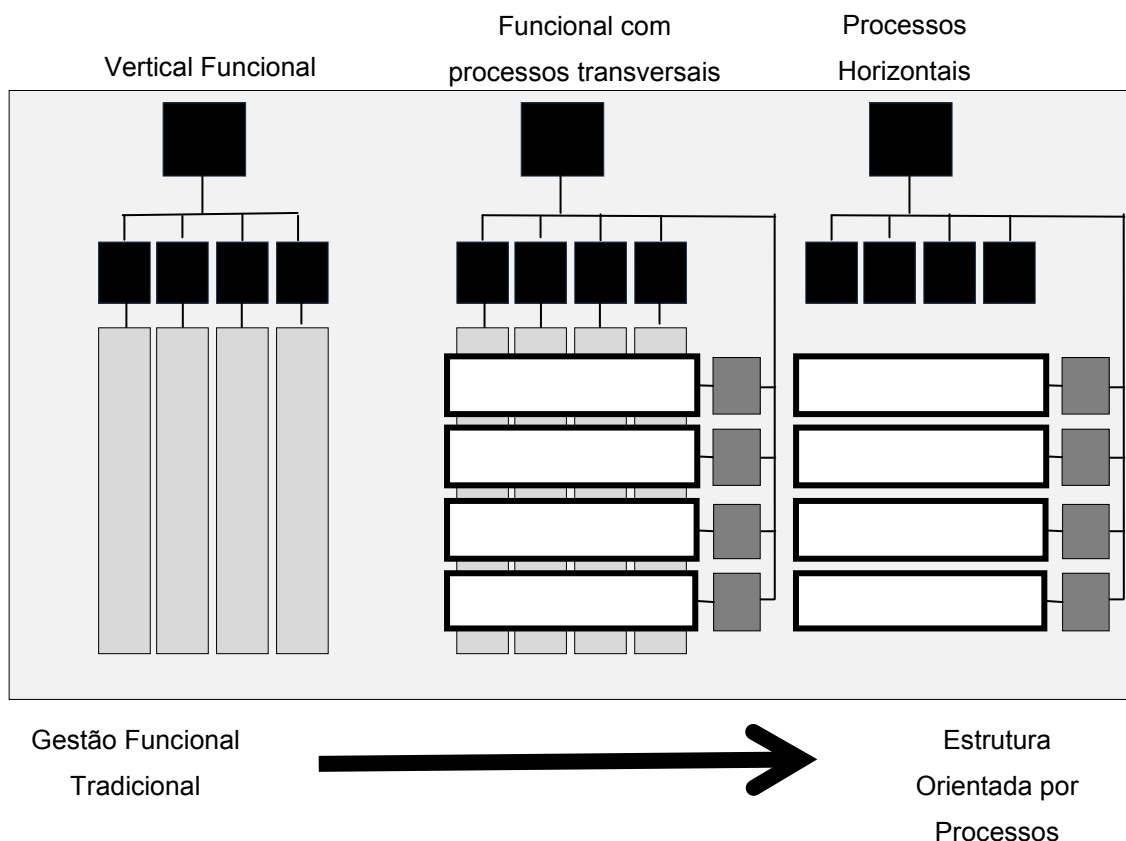 Vertical Funcional
Funcional com
processos transversais
Processos
Horizontais
Gestão Funcional
Tradicional
Estrutura
Orientada por
Processos